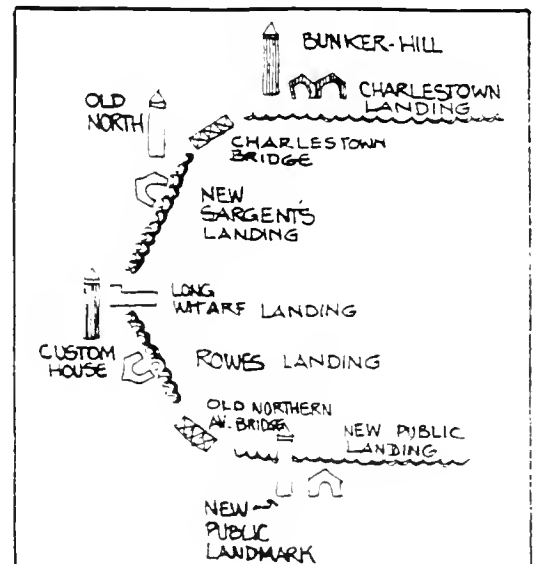 BUNKER-HILL
CHARLESTOWN
LANDING
OLD
NORTH
CHARLESTOWN
BRIDGE
NEW
SARGENT'S
LANDING
LONG
WHARF LANDING
CUSTOM
HOUSE
ROWES LANDING
OLD NORTHERN
AV. BRIDGE
NEW PUBLIC
LANDING
NEW
PUBLIC
LANDMARK